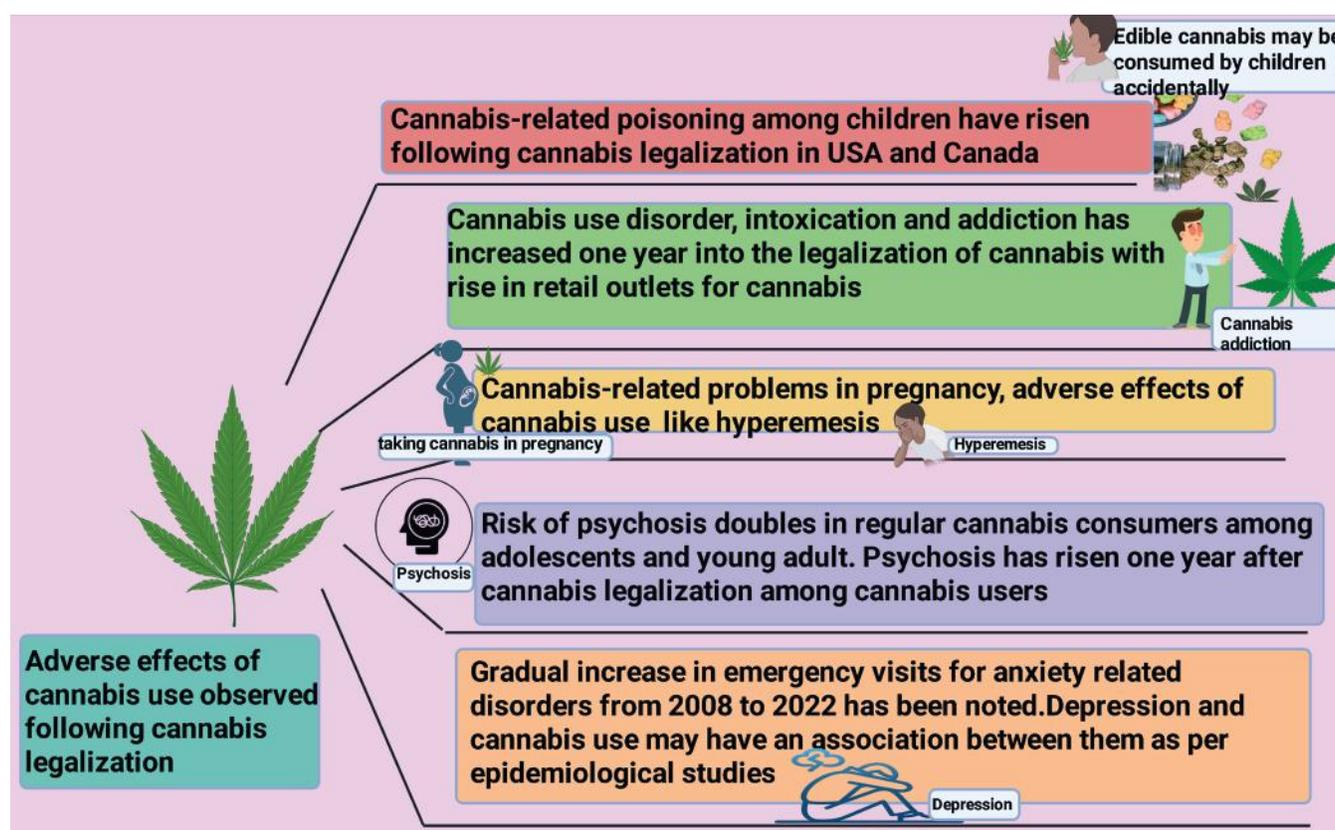 Edible cannabis may be
consumed by children
accidentally
Cannabis-related poisoning among children have risen
following cannabis legalization in USA and Canada
Cannabis use disorder, intoxication and addiction has
increased one year into the legalization of cannabis with
rise in retail outlets for cannabis
Cannabis
addiction
Cannabis-related problems in pregnancy, adverse effects of
cannabis use like hyperemesis
taking cannabis in pregnancy
Hyperemesis
Psychosis
Risk of psychosis doubles in regular cannabis consumers among
adolescents and young adult. Psychosis has risen one year after
cannabis legalization among cannabis users
Adverse effects of
cannabis use observed
following cannabis
legalization
Gradual increase in emergency visits for anxiety related
disorders from 2008 to 2022 has been noted.Depression and
cannabis use may have an association between them as per
epidemiological studies
Depression